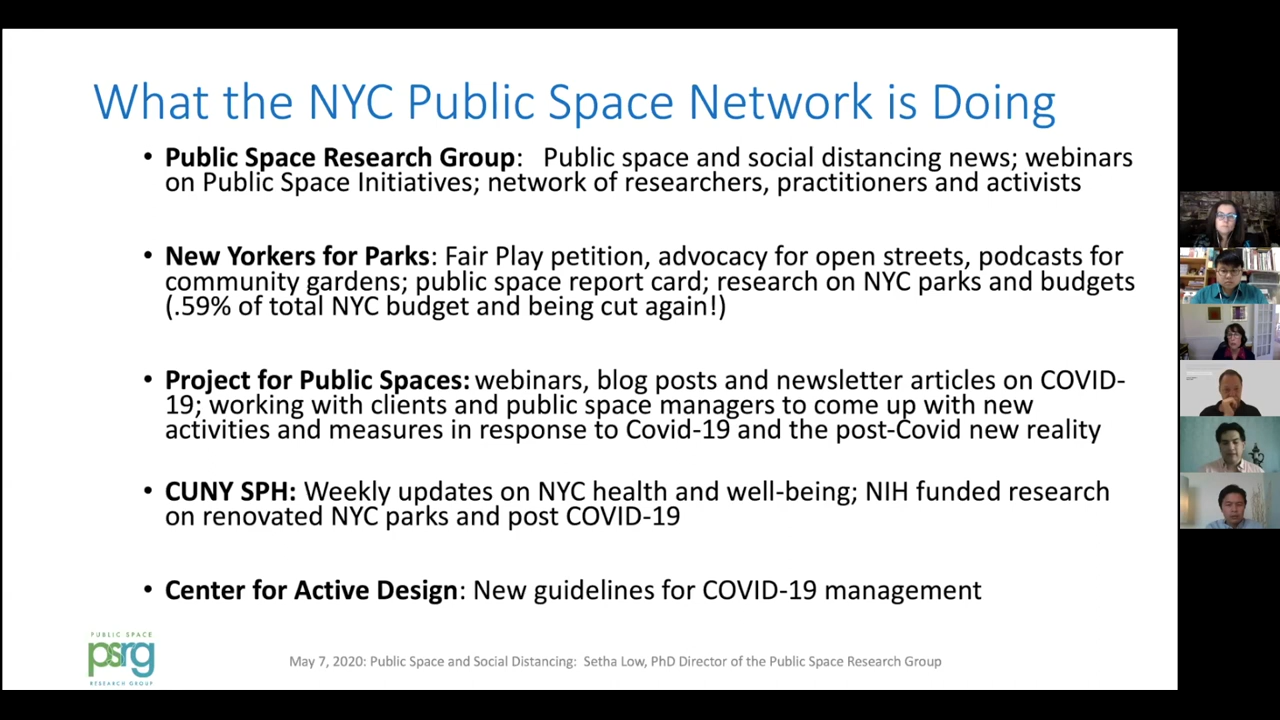 What the NYC Public Space Network is Doing
• Public Space Research Group: Public space and social distancing news; webinars
on Public Space Initiatives; network of researchers, practitioners and activists
• New Yorkers for Parks: Fair Play petition, advocacy for open streets, podcasts for
community gardens; public space report card; research on NYC parks and budgets
(.59% of total NYC budget and being cut again!)
• Project for Public Spaces: webinars, blog posts and newsletter articles on COVID-
19; working with clients and public space managers to come up with new
activities and measures in response to Covid-19 and the post-Covid new reality
• CUNY SPH: Weekly updates on NYC health and well-being; NIH funded research
on renovated NYC parks and post COVID-19
• Center for Active Design: New guidelines for COVID-19 management
PUBLIC SPACE
psrg
RESEARCH GROUP
May 7, 2020: Public Space and Social Distancing: Setha Low, PhD Director of the Public Space Research Group